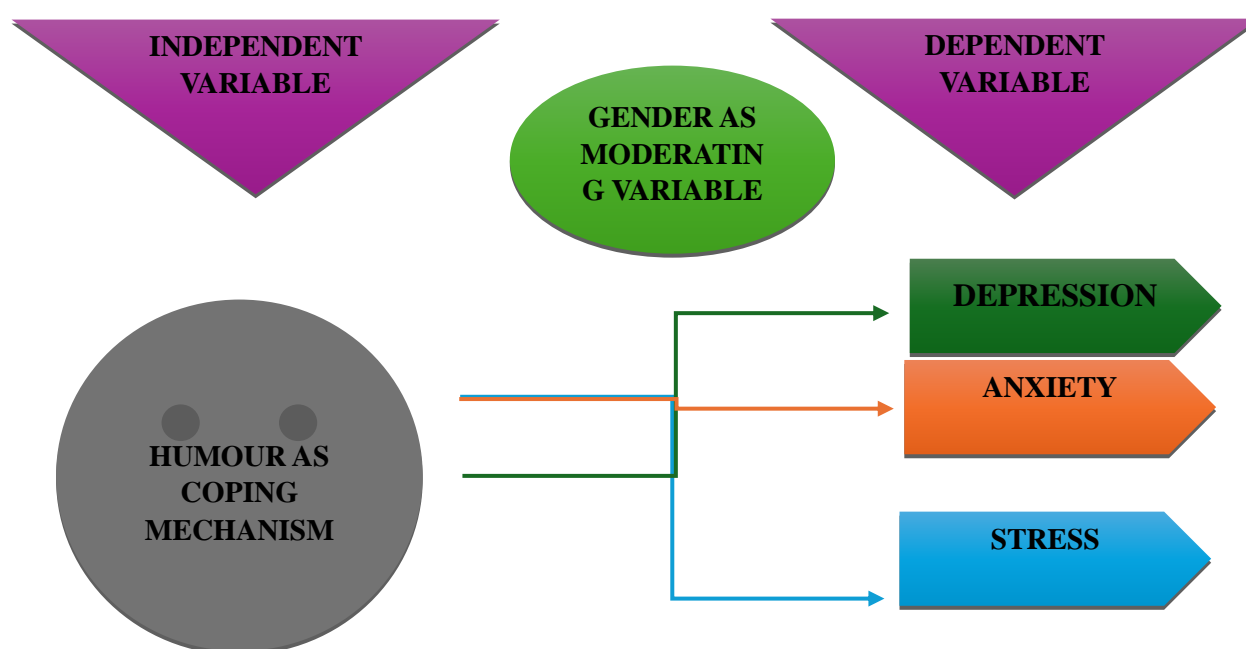 INDEPENDENT
VARIABLE
GENDER AS
MODERATIN
G VARIABLE
DEPENDENT
VARIABLE
HUMOUR AS
COPING
MECHANISM
DEPRESSION
ANXIETY
STRESS